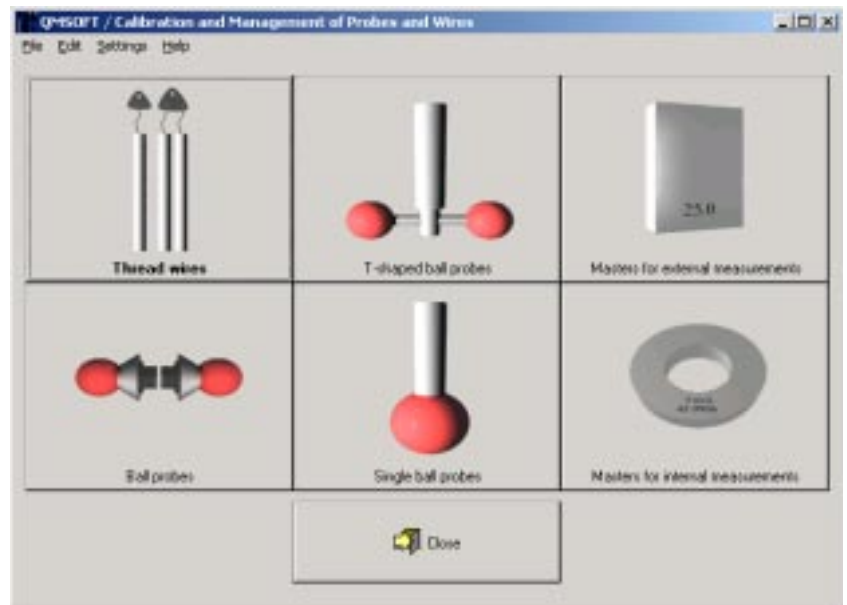 QMSOFT / Calibration and Management of Probes and Wires
File Edit Settings Help
25.0
Thread wires
T-shaped ball probes
Masters for external measurements
Ball probes
Single ball probes
Masters for internal measurements
Close